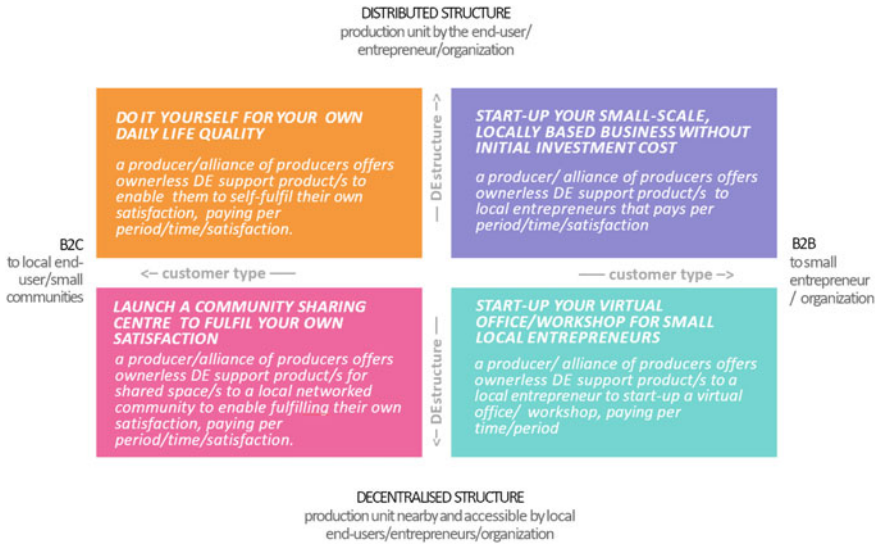 DISTRIBUTED STRUCTURE
production unit by the end-user/
entrepreneur/organization
DO IT YOURSELF FOR YOUR OWN
DAILY LIFE QUALITY
a producer/alliance of producers offers
ownerless DE support product/s to
enable them to self-fulfil their own
satisfaction, paying per
period/time/satisfaction.
— DEstructure –>
START-UP YOUR SMALL-SCALE,
LOCALLY BASED BUSINESS WITHOUT
INITIAL INVESTMENT COST
a producer/ alliance of producers offers
ownerless DE support product/s to
local entrepreneurs that pays per
period/time/satisfaction
B2C
to local end-
user/small
communities
<– customer type —
— customer type –>
B2B
to small
entrepreneur
/ organization
LAUNCH A COMMUNITY SHARING
CENTRE TO FULFIL YOUR OWN
SATISFACTION
a producer/alliance of producers offers
ownerless DE support product/s for
shared space/s to a local networked
community to enable fulfilling their own
satisfaction, paying per
period/time/satisfaction.
<– DEstructure —
START-UP YOUR VIRTUAL
OFFICE/WORKSHOP FOR SMALL
LOCAL ENTREPRENEURS
a producer/ alliance of producers offers
ownerless DE support product/s to a
local entrepreneur to start-up a virtual
office/ workshop, paying per
time/period
DECENTRALISED STRUCTURE
production unit nearby and accessible by local
end-users/entrepreneurs/organization